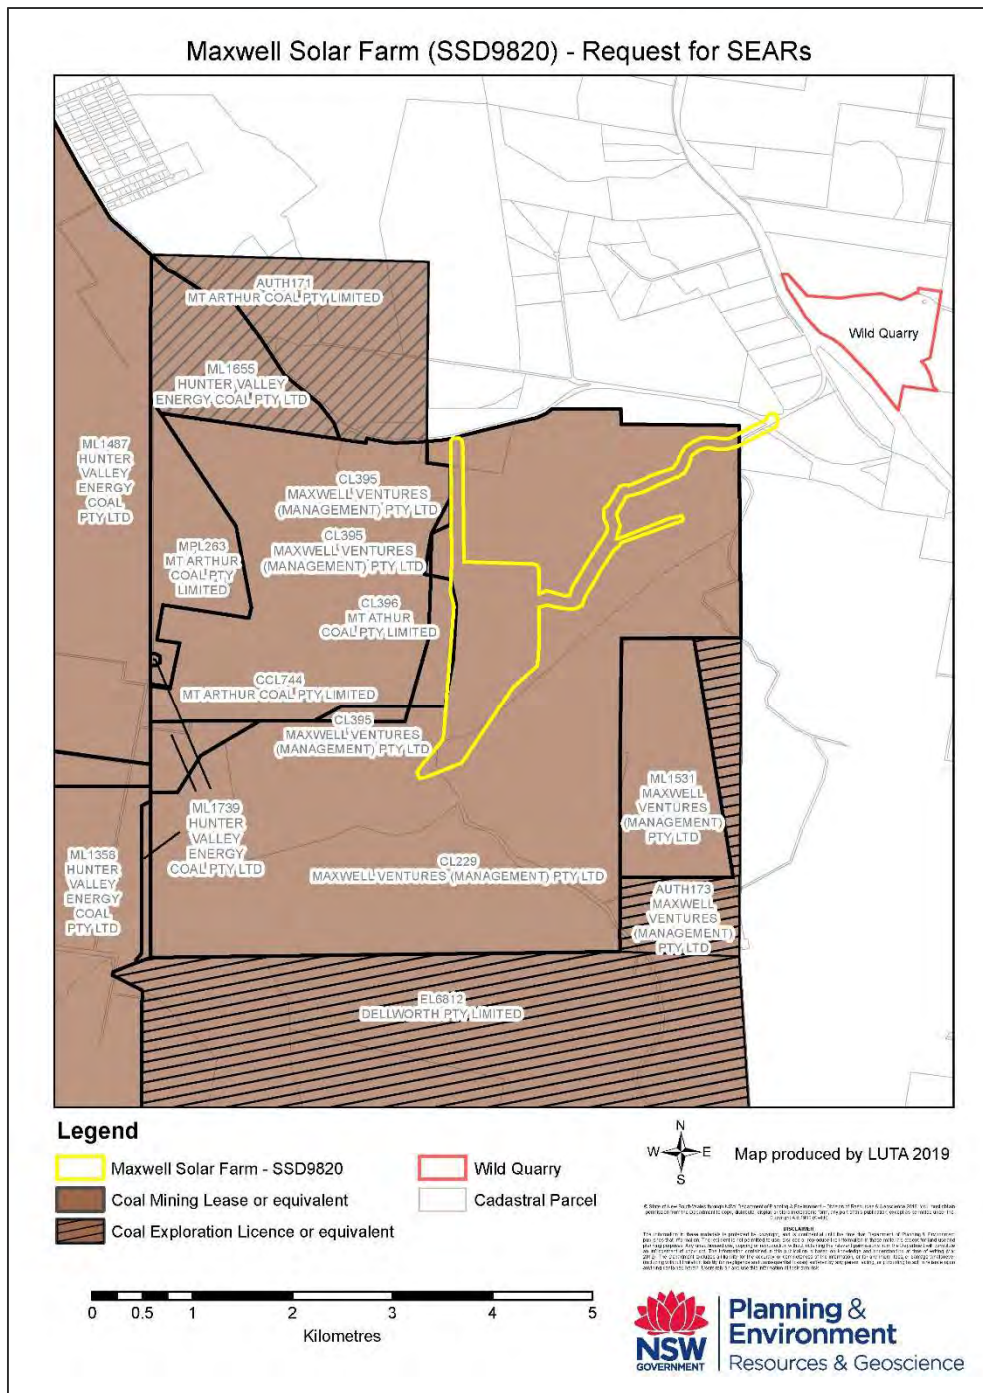 Maxwell Solar Farm (SSD9820) - Request for SEARs
AUTH171
MT ARTHUR COAL PTY LIMITED
Wild Quarry
ML1655
HUNTER VALLEY
ENERGY COAL PTY LTD
ML1487
HUNTER
VALLEY
ENERGY
COAL
PTY LTD
CL395
MAXWELL VENTURES
(MANAGEMENT) PTY LTD
CL395
MAXWELL VENTURES
(MANAGEMENT) PTY LTD
MPL263
MT ARTHUR
COAL PTY
LIMITED
CL396
MT ATHUR
COAL PTY LIMITED
CCL744
MT ARTHUR COAL PTY LIMITED
CL395
MAXWELL VENTURES
(MANAGEMENT) PTY LTD
ML1531
MAXWELL
VENTURES
(MANAGEMENT)
PTY LTD
ML1739
HUNTER
VALLEY
ENERGY
COAL PTY LTD
ML1358
HUNTER
VALLEY
ENERGY
COAL
PTY LTD
CL229
MAXWELL VENTURES (MANAGEMENT) PTY LTD
AUTH173
MAXWELL
VENTURES
(MANAGEMENT)
PTY LTD
EL6812
DELLWORTH PTY LIMITED
Legend
Maxwell Solar Farm - SSD9820
Wild Quarry
Coal Mining Lease or equivalent
Cadastral Parcel
Coal Exploration Licence or equivalent
N
W E
S
Map produced by LUTA 2019
DISCLAIMER
0 0.5 1 2 3 4 5
Kilometres
NSW
GOVERNMENT
Planning &
Environment
Resources & Geoscience